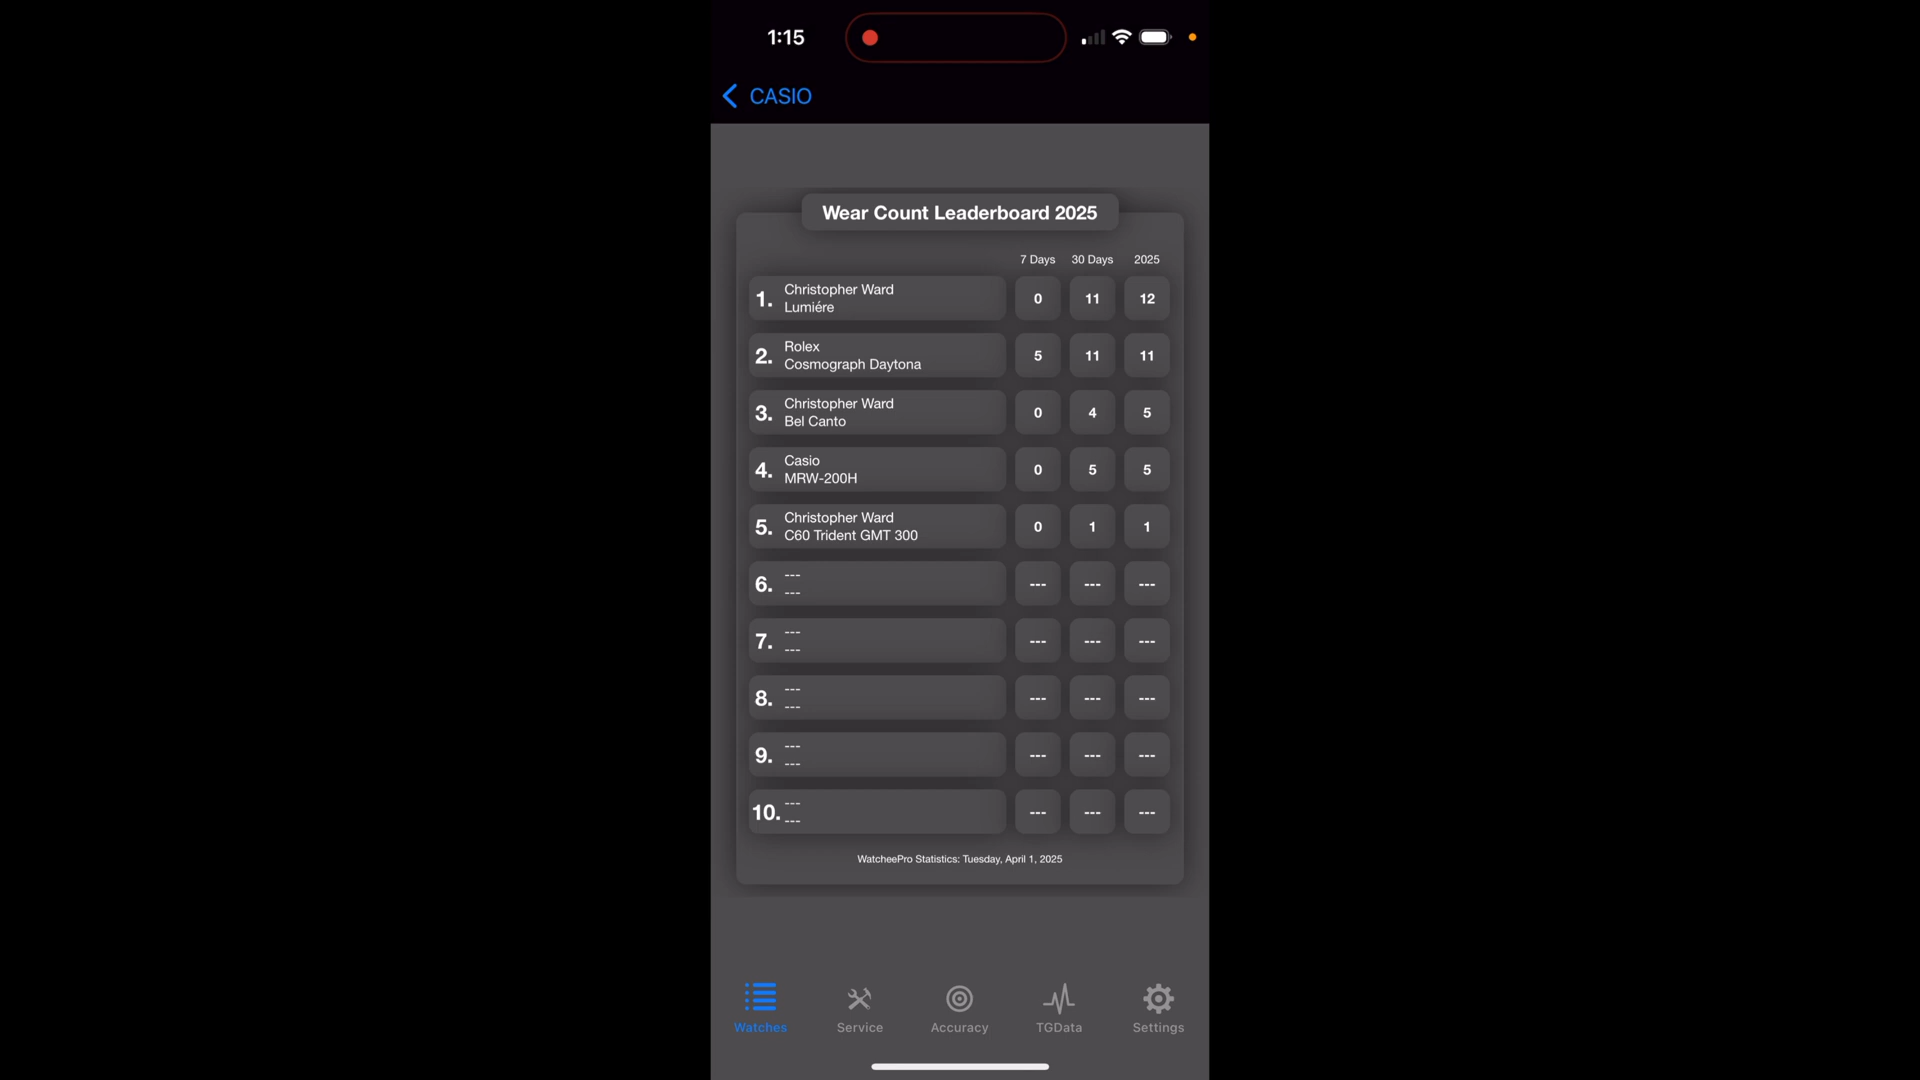 1:15
CASIO
Wear Count Leaderboard 2025
7 Days 30 Days 2025
1. Christopher Ward
Lumiére
0 11 12
2. Rolex
Cosmograph Daytona
5 11 11
3. Christopher Ward
Bel Canto
0 4 5
4. Casio
MRW-200H
0 5 5
5. Christopher Ward
C60 Trident GMT 300
0 1 1
6. ---
---
--- --- ---
7. ---
---
--- --- ---
8. ---
---
--- --- ---
9. ---
---
--- --- ---
10. ---
---
--- --- ---
WatcheePro Statistics: Tuesday, April 1, 2025
Watches Service Accuracy TGData Settings